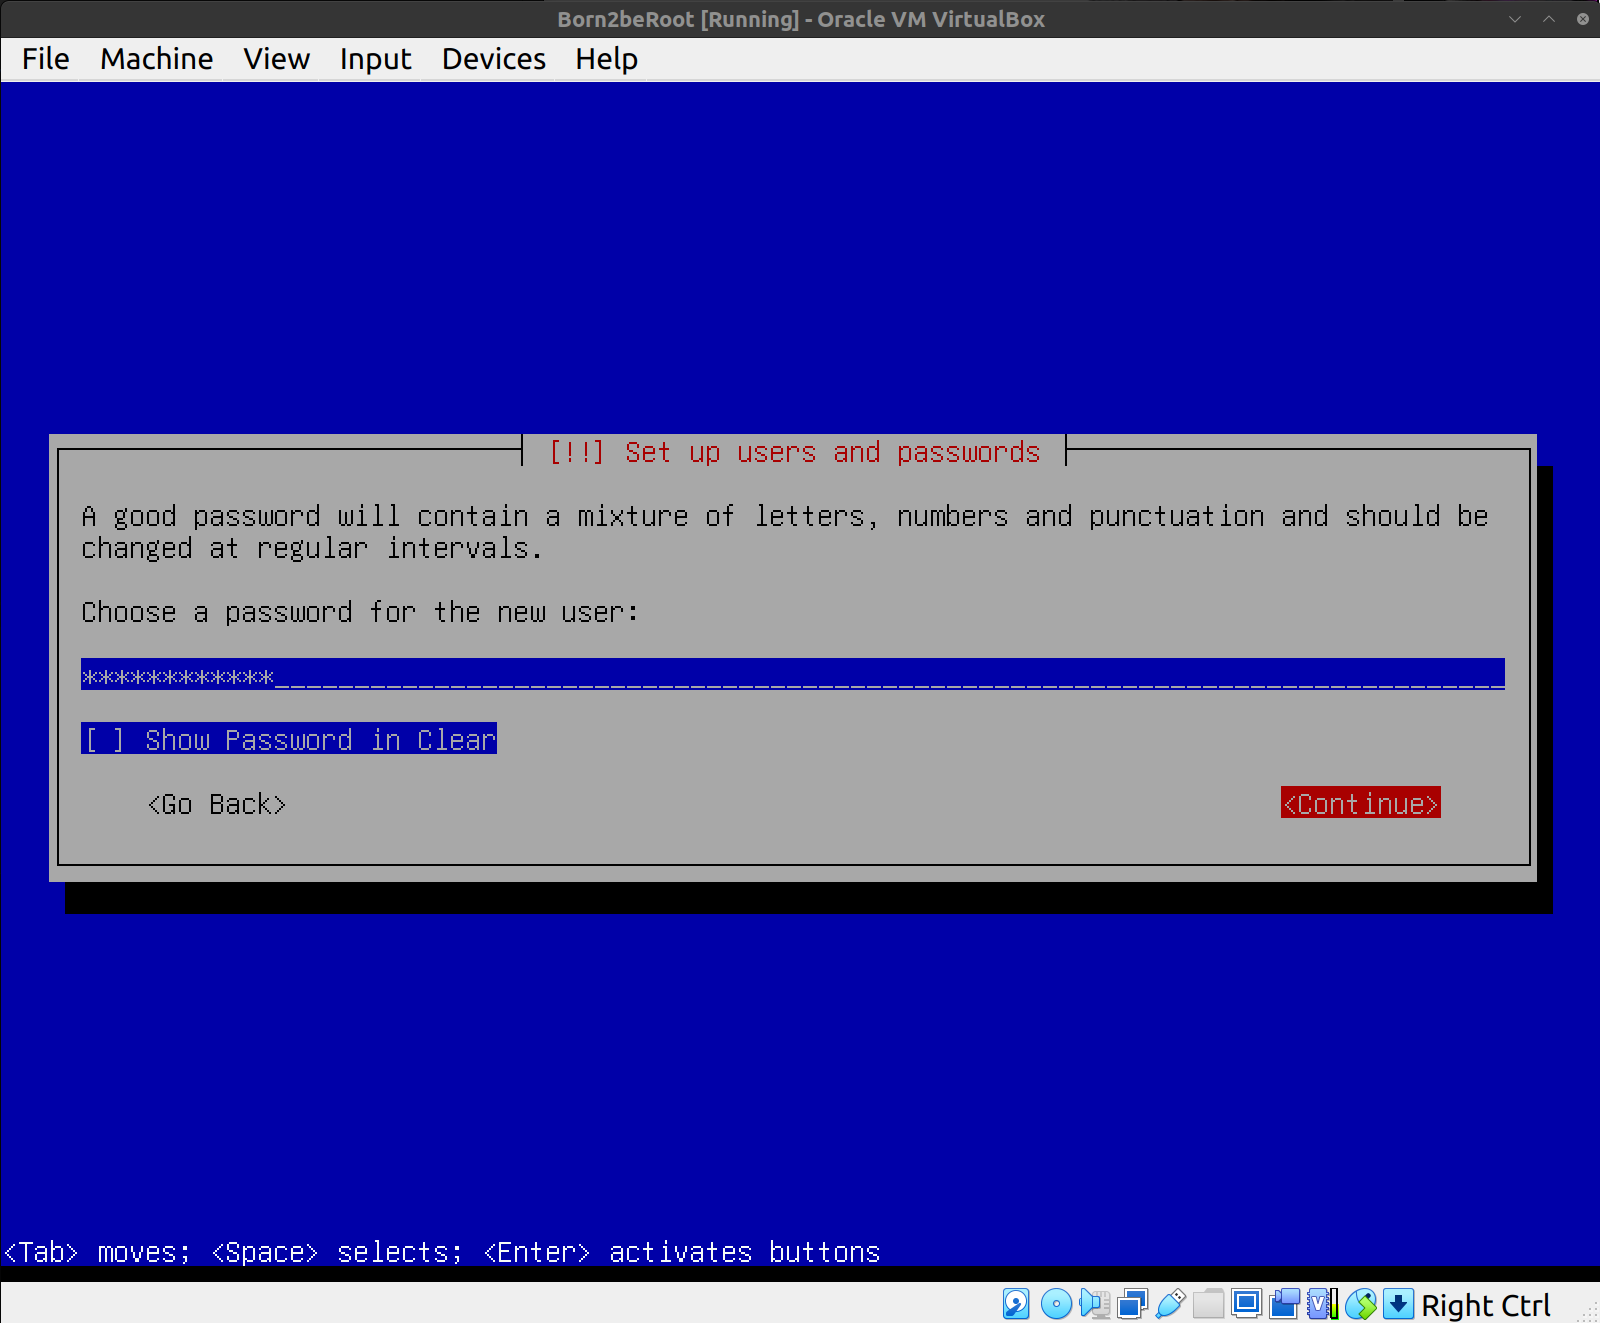 Born2beRoot [Running] - Oracle VM VirtualBox
File Machine View Input Devices Help
[!!] Set up users and passwords
A good password will contain a mixture of letters, numbers and punctuation and should be
changed at regular intervals.
Choose a password for the new user:
************____________________________________________________________________________
[ ] Show Password in Clear
<Go Back> <Continue>
<Tab> moves; <Space> selects; <Enter> activates buttons
Right Ctrl